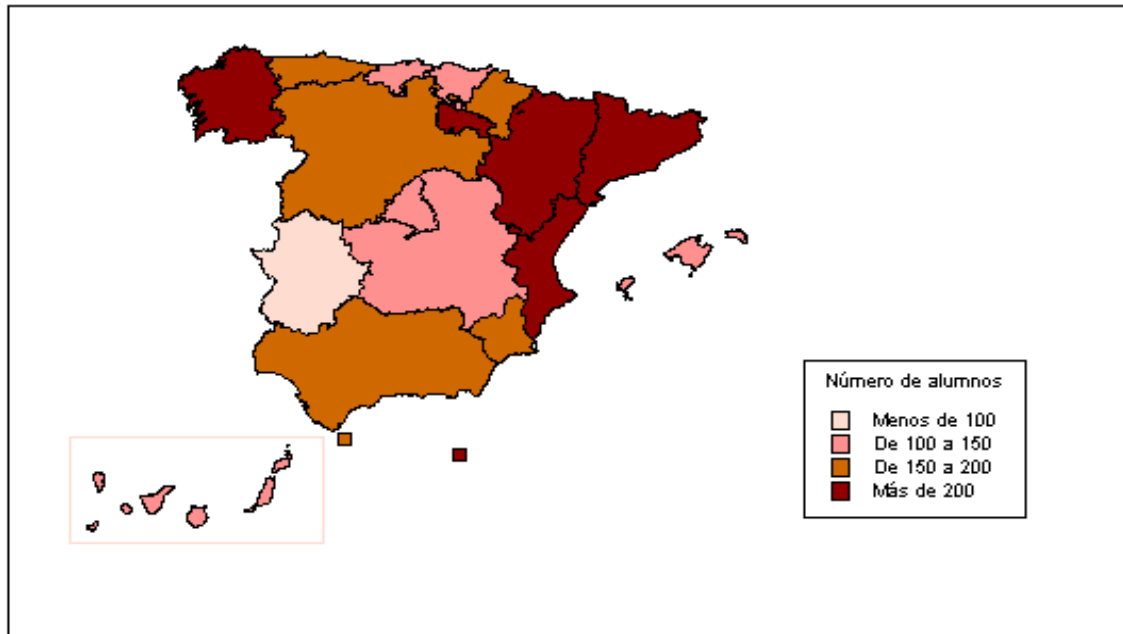 Número de alumnos
Menos de 100
De 100 a 150
De 150 a 200
Más de 200